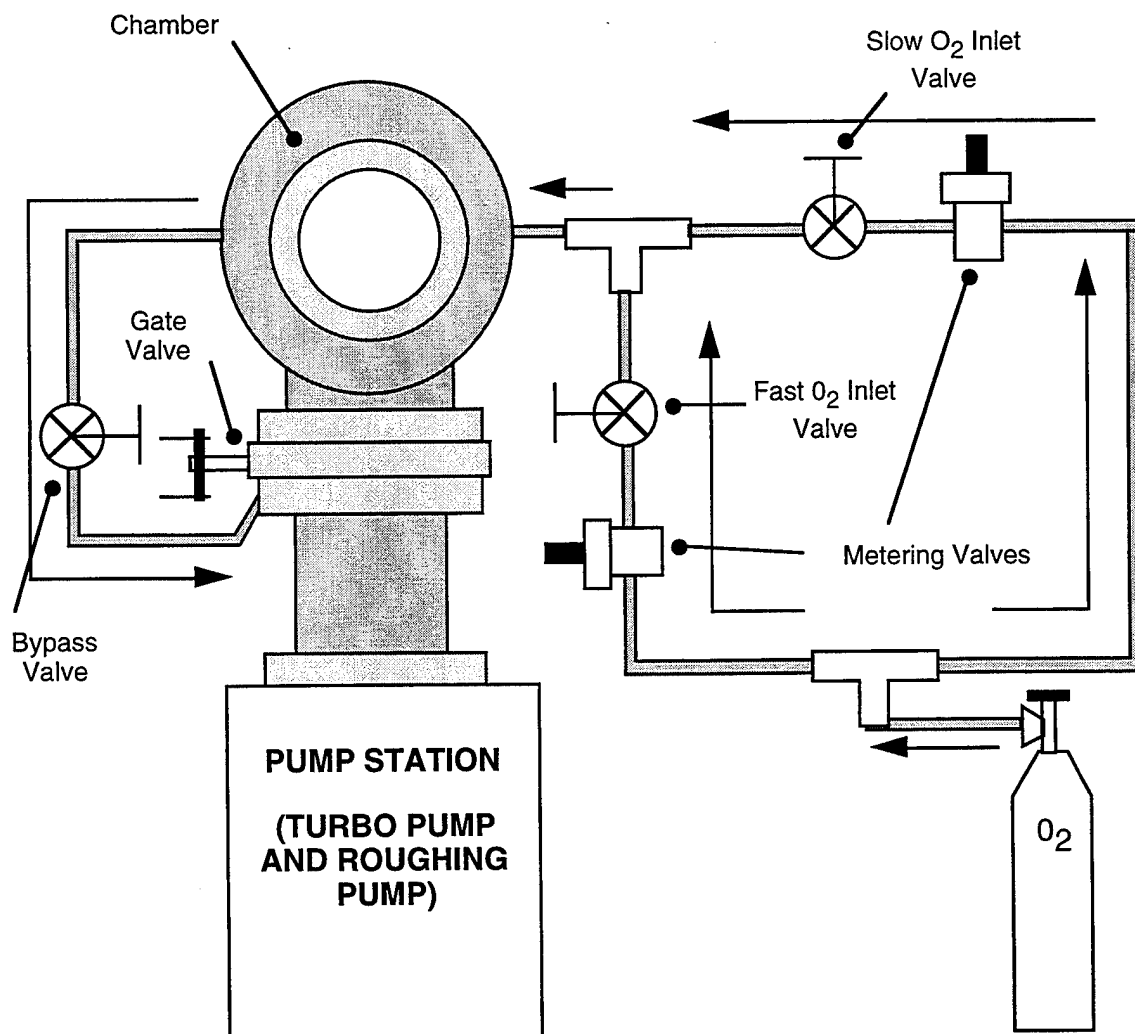 Chamber
Slow O2 Inlet
Valve
Gate
Valve
Fast 02 Inlet
Valve
Metering Valves
Bypass
Valve
PUMP STATION
(TURBO PUMP
AND ROUGHING
PUMP)
02